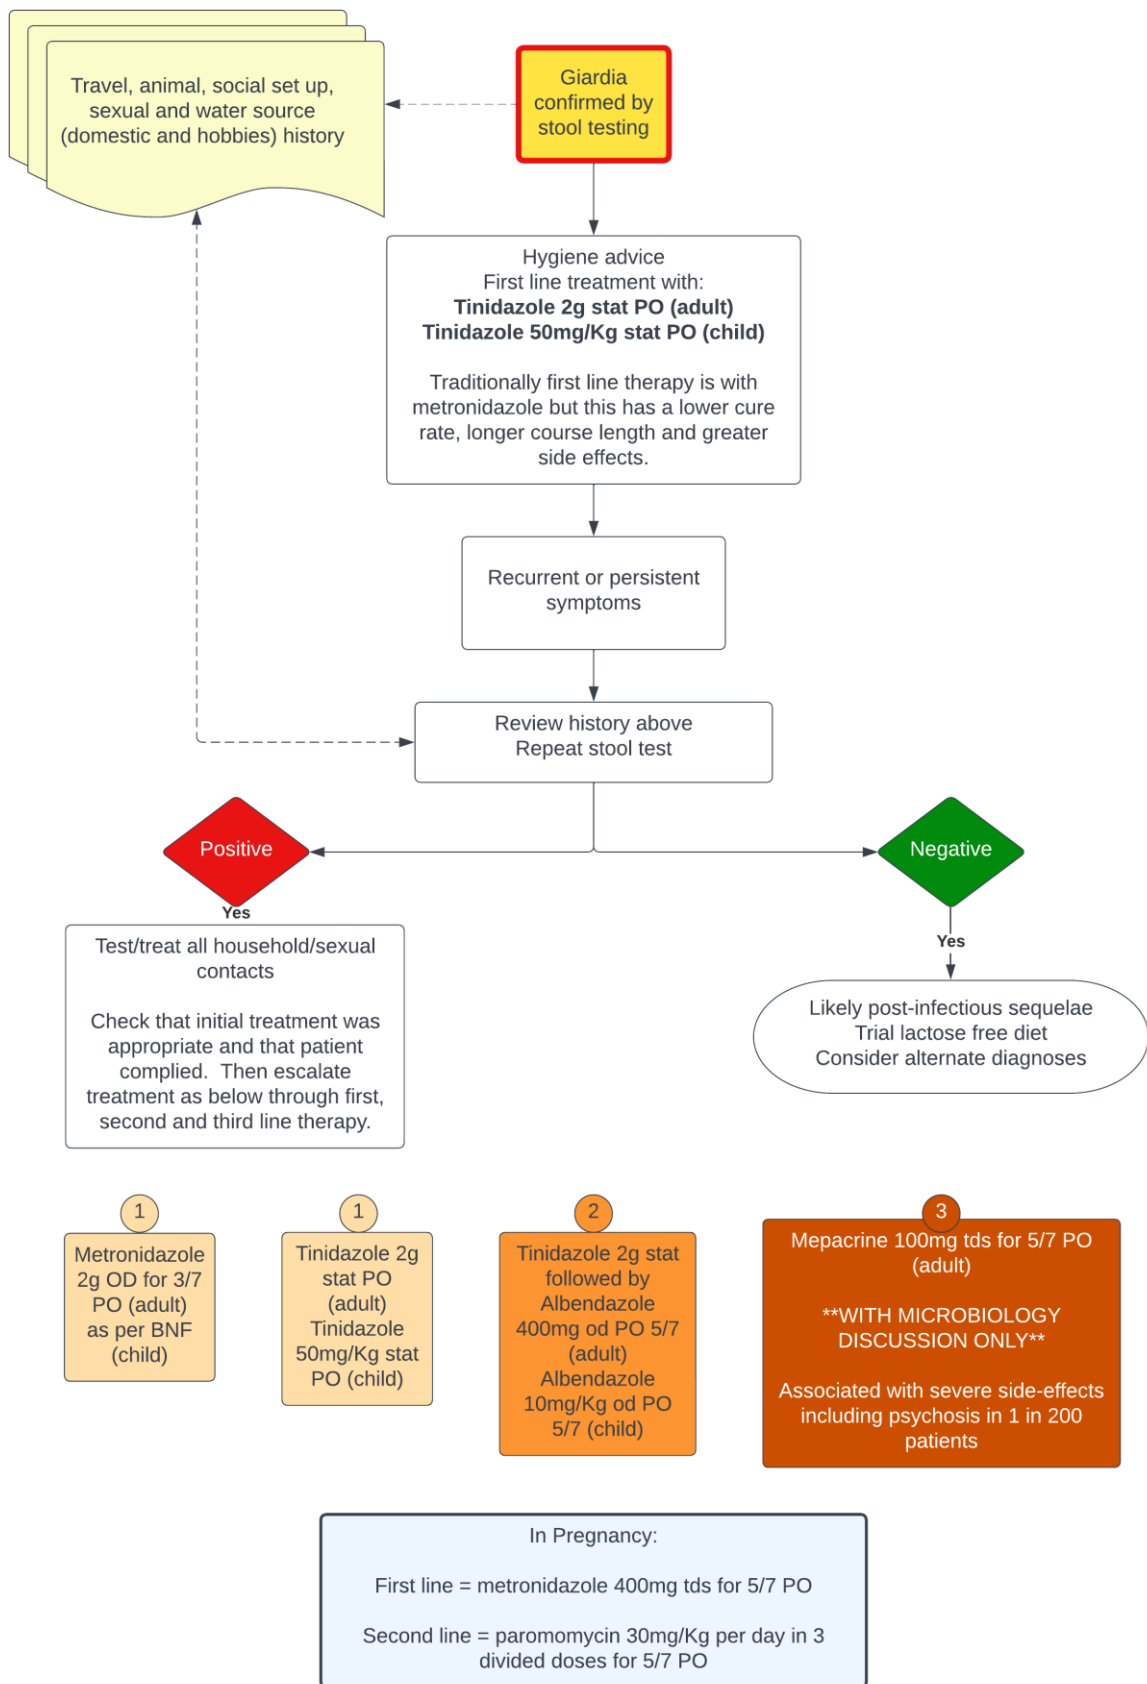 Travel, animal, social set up,
sexual and water source
(domestic and hobbies) history
Giardia
confirmed by
stool testing
Hygiene advice
First line treatment with:
Tinidazole 2g stat PO (adult)
Tinidazole 50mg/Kg stat PO (child)
Traditionally first line therapy is with
metronidazole but this has a lower cure
rate, longer course length and greater
side effects.
Recurrent or persistent
symptoms
Review history above
Repeat stool test
Positive
Negative
Yes
Test/treat all household/sexual
contacts
Check that initial treatment was
appropriate and that patient
complied. Then escalate
treatment as below through first,
second and third line therapy.
Yes
Likely post-infectious sequelae
Trial lactose free diet
Consider alternate diagnoses
1
Metronidazole
2g OD for 3/7
PO (adult)
as per BNF
(child)
1
Tinidazole 2g
stat PO
(adult)
Tinidazole
50mg/Kg stat
PO (child)
2
Tinidazole 2g stat
followed by
Albendazole
400mg od PO 5/7
(adult)
Albendazole
10mg/Kg od PO
5/7 (child)
3
Mepacrine 100mg tds for 5/7 PO
(adult)
**WITH MICROBIOLOGY
DISCUSSION ONLY**
Associated with severe side-effects
including psychosis in 1 in 200
patients
In Pregnancy:
First line = metronidazole 400mg tds for 5/7 PO
Second line = paromomycin 30mg/Kg per day in 3
divided doses for 5/7 PO